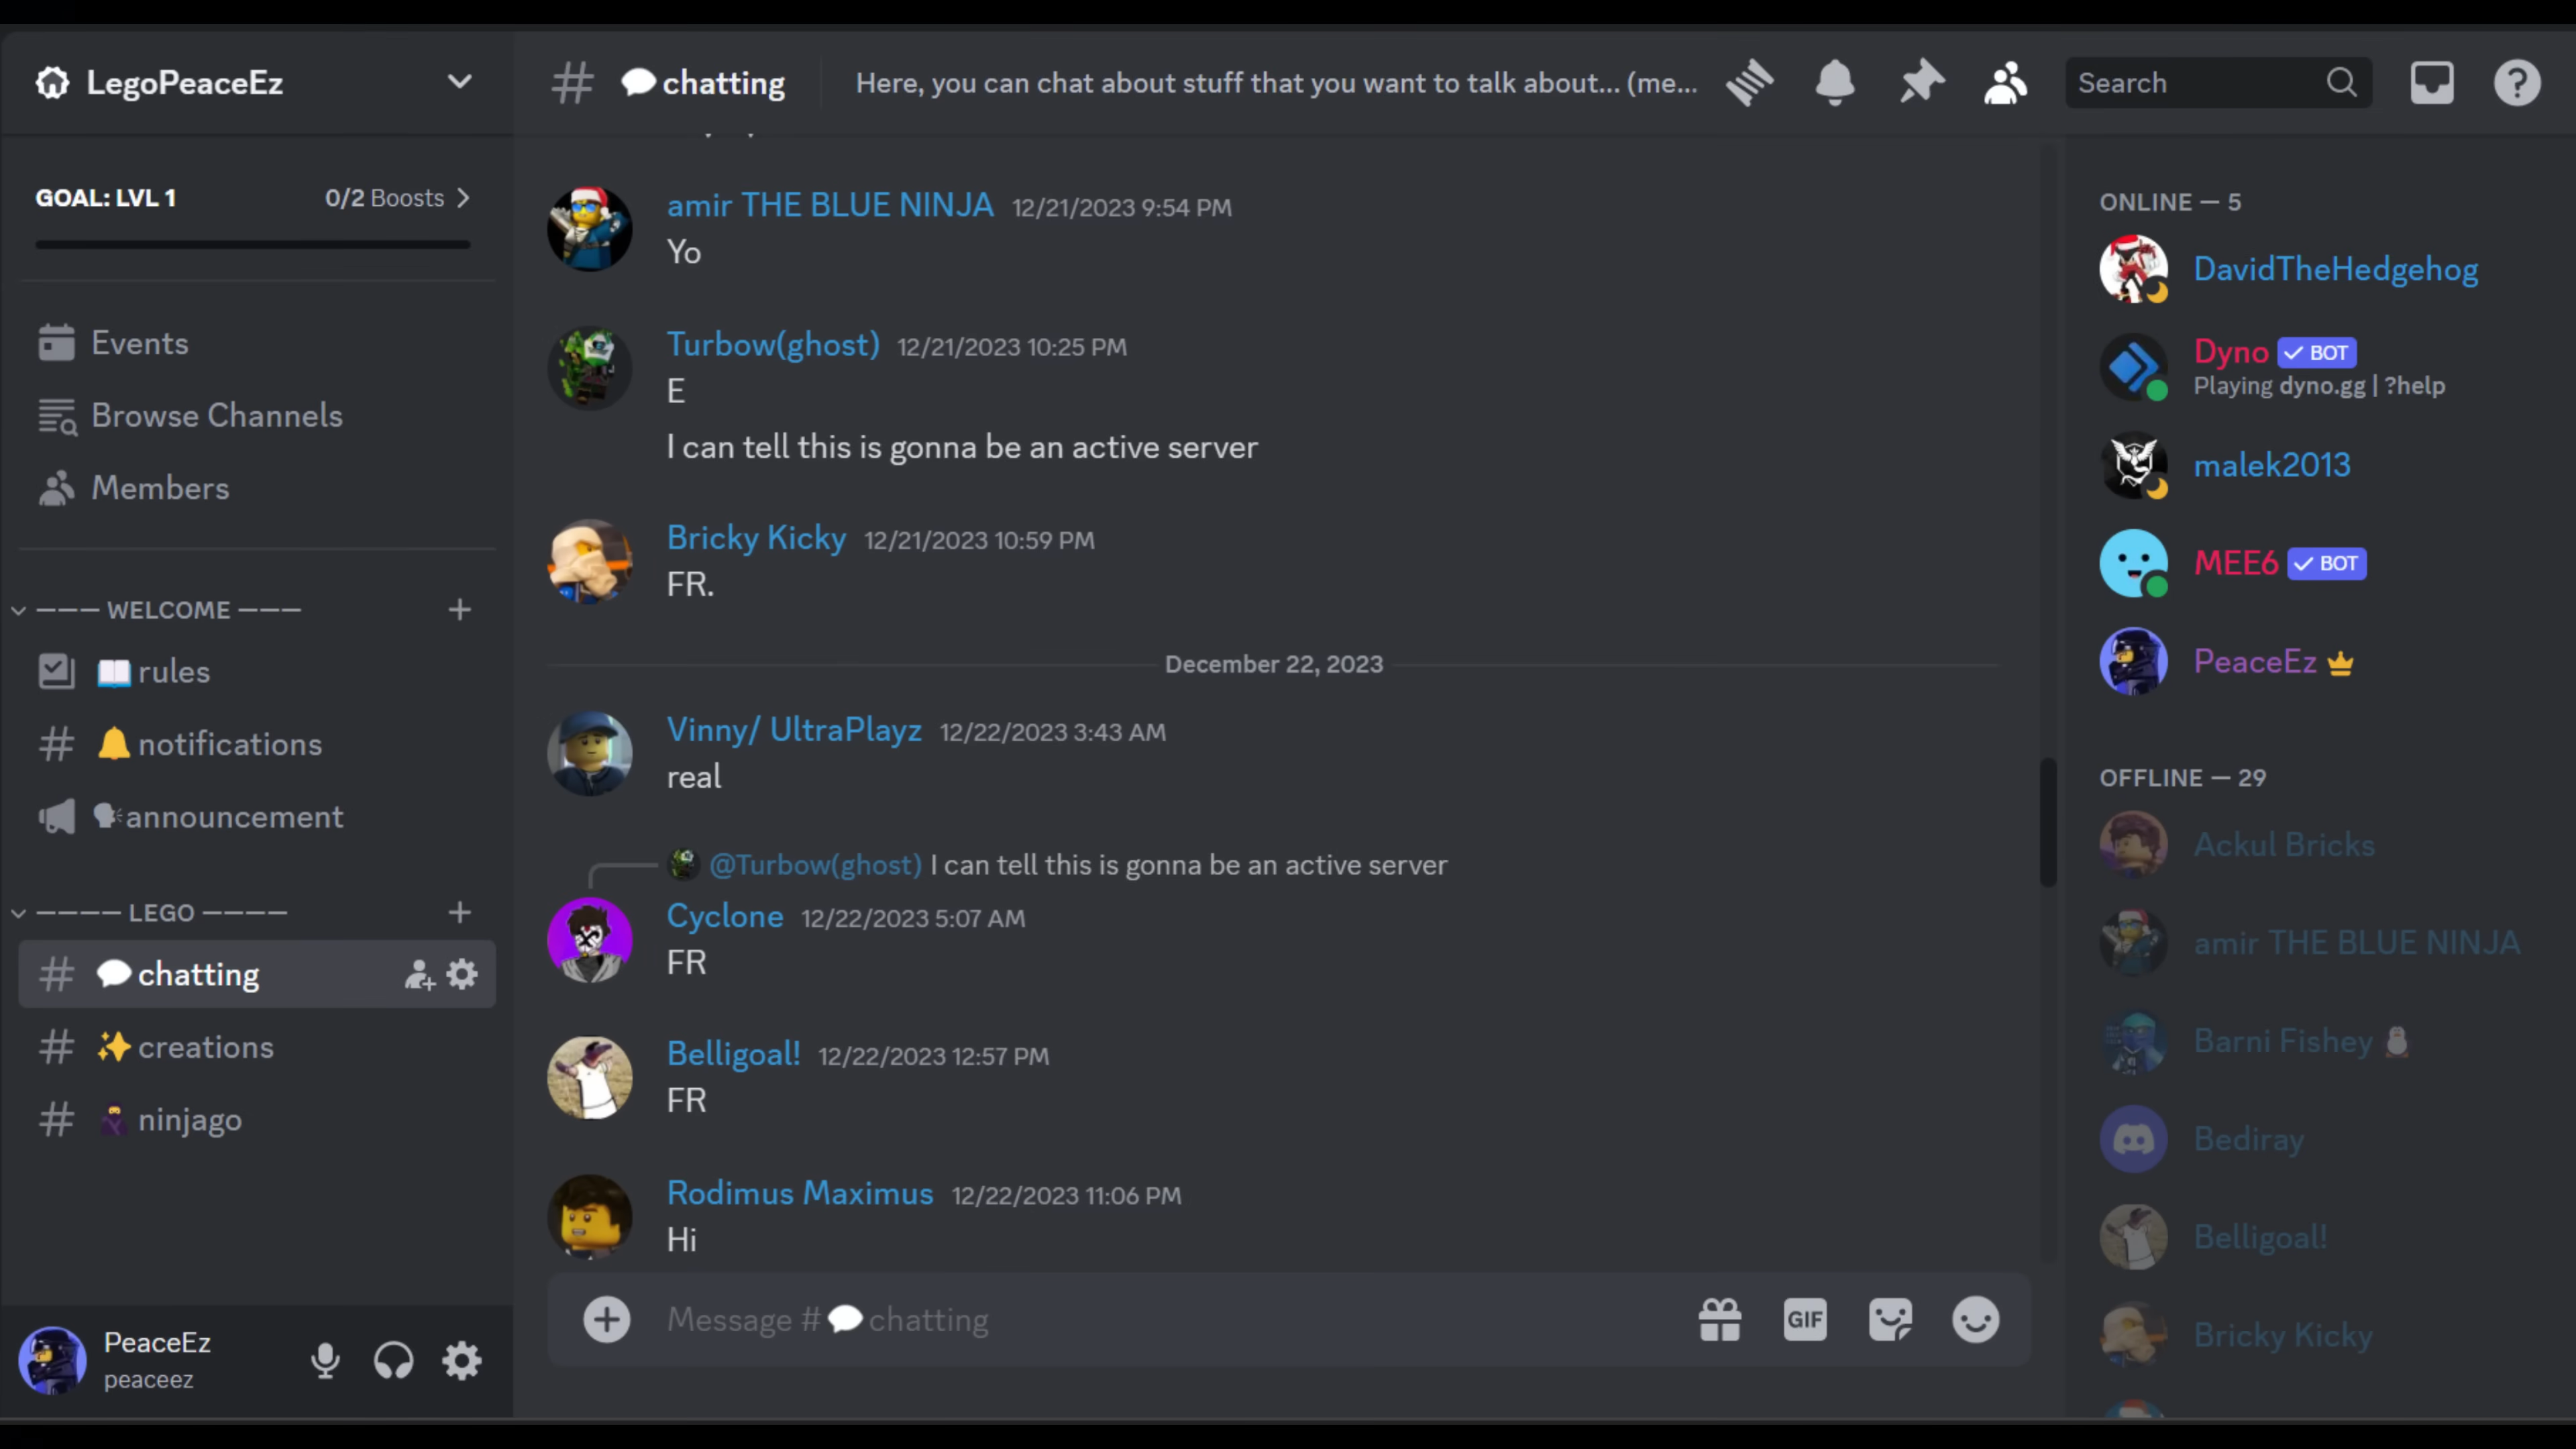 LegoPeaceEz
GOAL: LVL 1 0/2 Boosts
Events
Browse Channels
Members
——— WELCOME ———
rules
notifications
announcement
———— LEGO ————
chatting
creations
ninjago
PeaceEz
peaceez
chatting
Here, you can chat about stuff that you want to talk about... (me...
Search
amir THE BLUE NINJA 12/21/2023 9:54 PM
Yo
Turbow(ghost) 12/21/2023 10:25 PM
E
I can tell this is gonna be an active server
Bricky Kicky 12/21/2023 10:59 PM
FR.
December 22, 2023
Vinny/ UltraPlayz 12/22/2023 3:43 AM
real
@Turbow(ghost) I can tell this is gonna be an active server
Cyclone 12/22/2023 5:07 AM
FR
Belligoal! 12/22/2023 12:57 PM
FR
Rodimus Maximus 12/22/2023 11:06 PM
Hi
Message # chatting
GIF
ONLINE — 5
DavidTheHedgehog
Dyno BOT
Playing dyno.gg | ?help
malek2013
MEE6 BOT
PeaceEz
OFFLINE — 29
Ackul Bricks
amir THE BLUE NINJA
Barni Fishey
Bediray
Belligoal!
Bricky Kicky